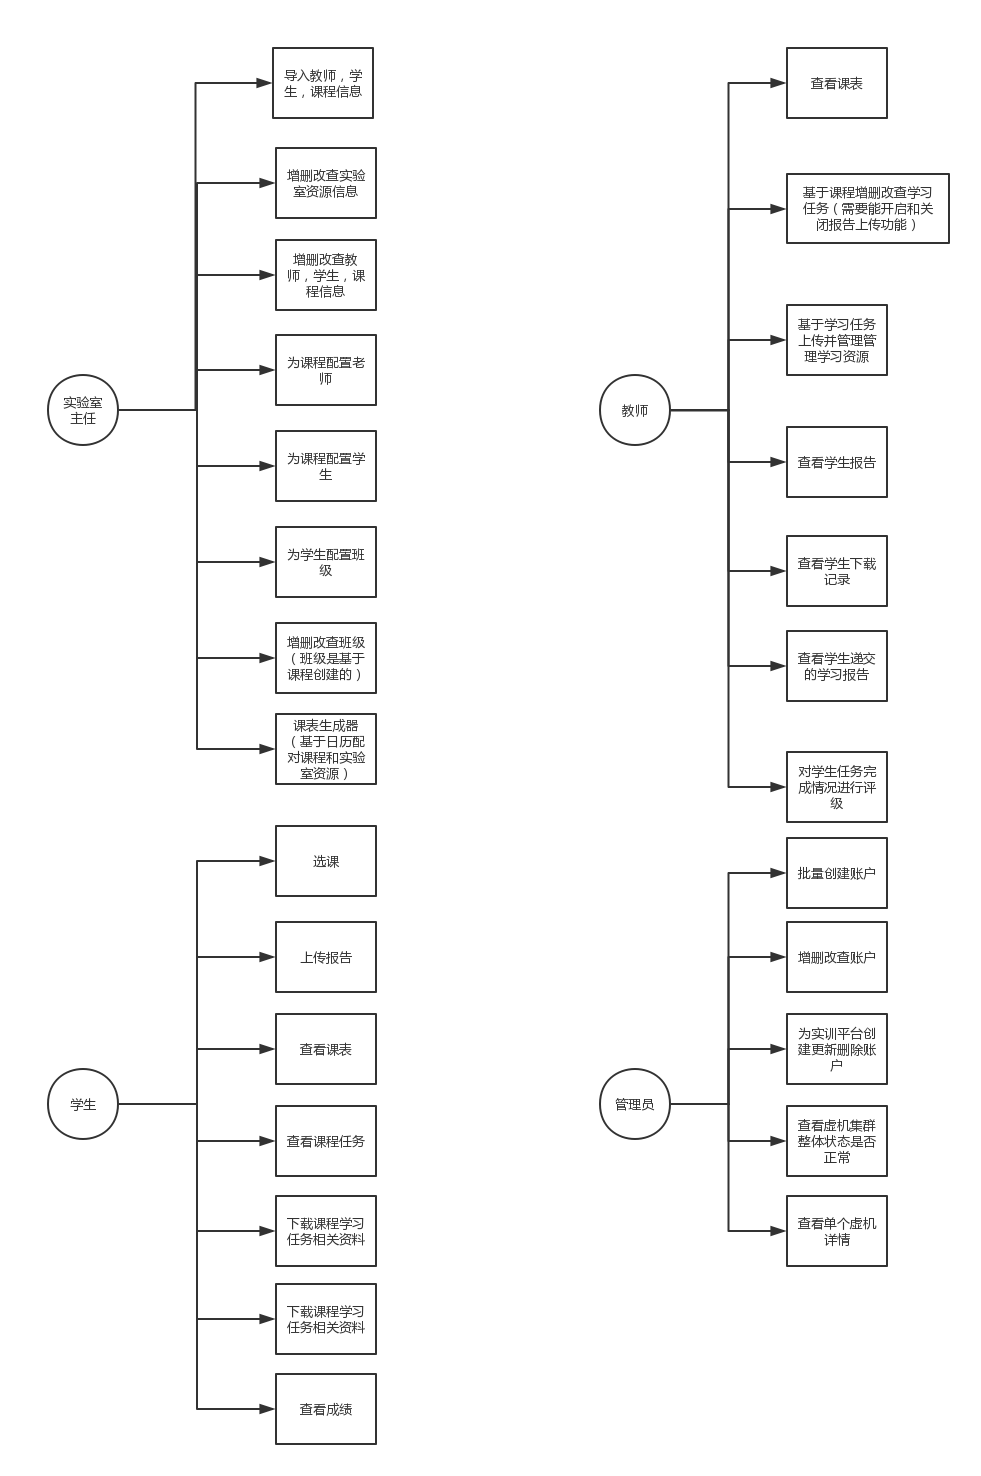 实验室
主任
导入教师，学
生，课程信息
增删改查实验
室资源信息
增删改查教
师，学生，课
程信息
为课程配置老
师
为课程配置学
生
为学生配置班
级
增删改查班级
（班级是基于
课程创建的）
课表生成器
（基于日历配
对课程和实验
室资源）
教师
查看课表
基于课程增删改查学习
任务（需要能开启和关
闭报告上传功能）
基于学习任务
上传并管理管
理学习资源
查看学生报告
查看学生下载
记录
查看学生递交
的学习报告
对学生任务完
成情况进行评
级
学生
选课
上传报告
查看课表
查看课程任务
下载课程学习
任务相关资料
下载课程学习
任务相关资料
查看成绩
管理员
批量创建账户
增删改查账户
为实训平台创
建更新删除账
户
查看虚机集群
整体状态是否
正常
查看单个虚机
详情